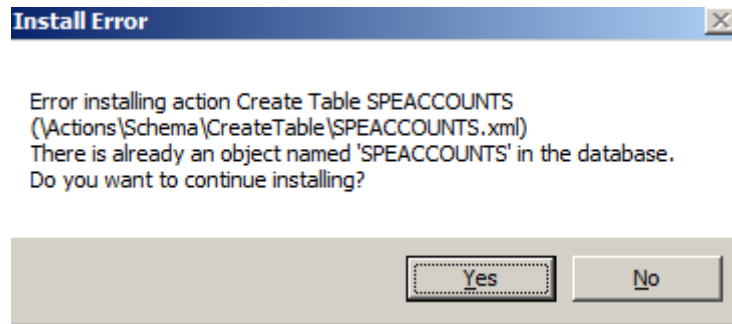 Install Error
Error installing action Create Table SPEACCOUNTS
(\Actions\Schema\CreateTable\SPEACCOUNTS.xml)
There is already an object named 'SPEACCOUNTS' in the database.
Do you want to continue installing?
Yes No